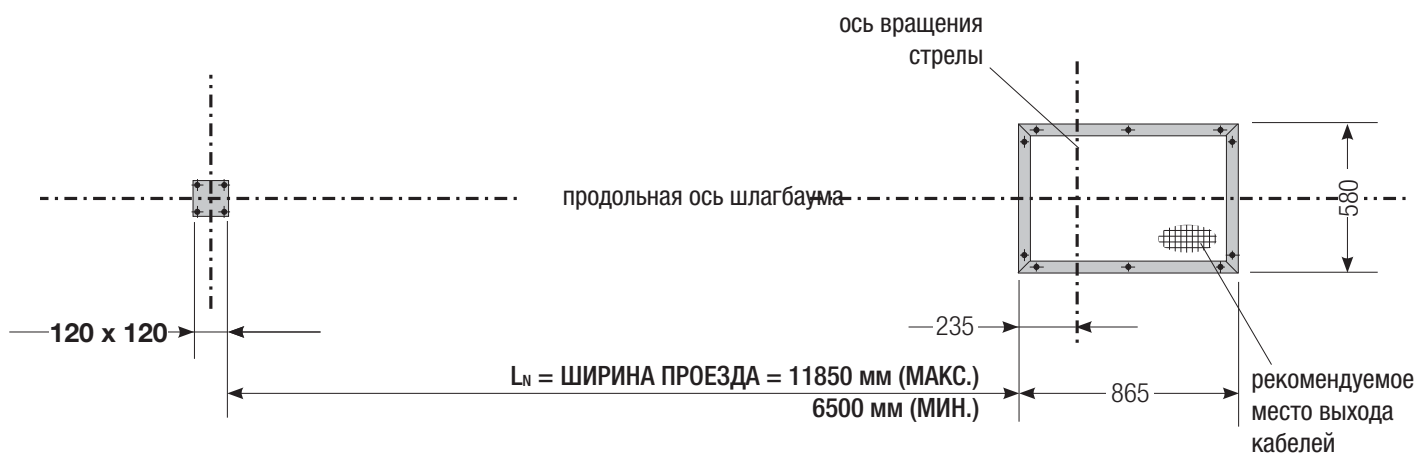 ось вращения
стрелы
продольная ось шлагбаума
580
120 x 120
235
L_N = ШИРИНА ПРОЕЗДА = 11850 мм (МАКС.)
6500 мм (МИН.)
865
рекомендуемое
место выхода
кабелей